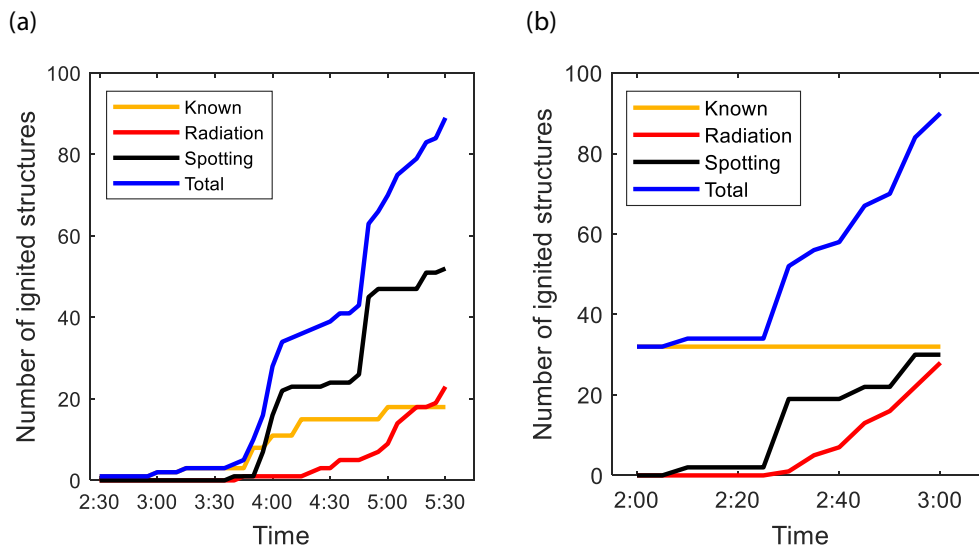 (a)
Number of ignited structures
100
80
60
40
20
0
Known
Radiation
Spotting
Total
2:30 3:00 3:30 4:00 4:30 5:00 5:30
Time
(b)
Number of ignited structures
100
80
60
40
20
0
Known
Radiation
Spotting
Total
2:00 2:20 2:40 3:00
Time